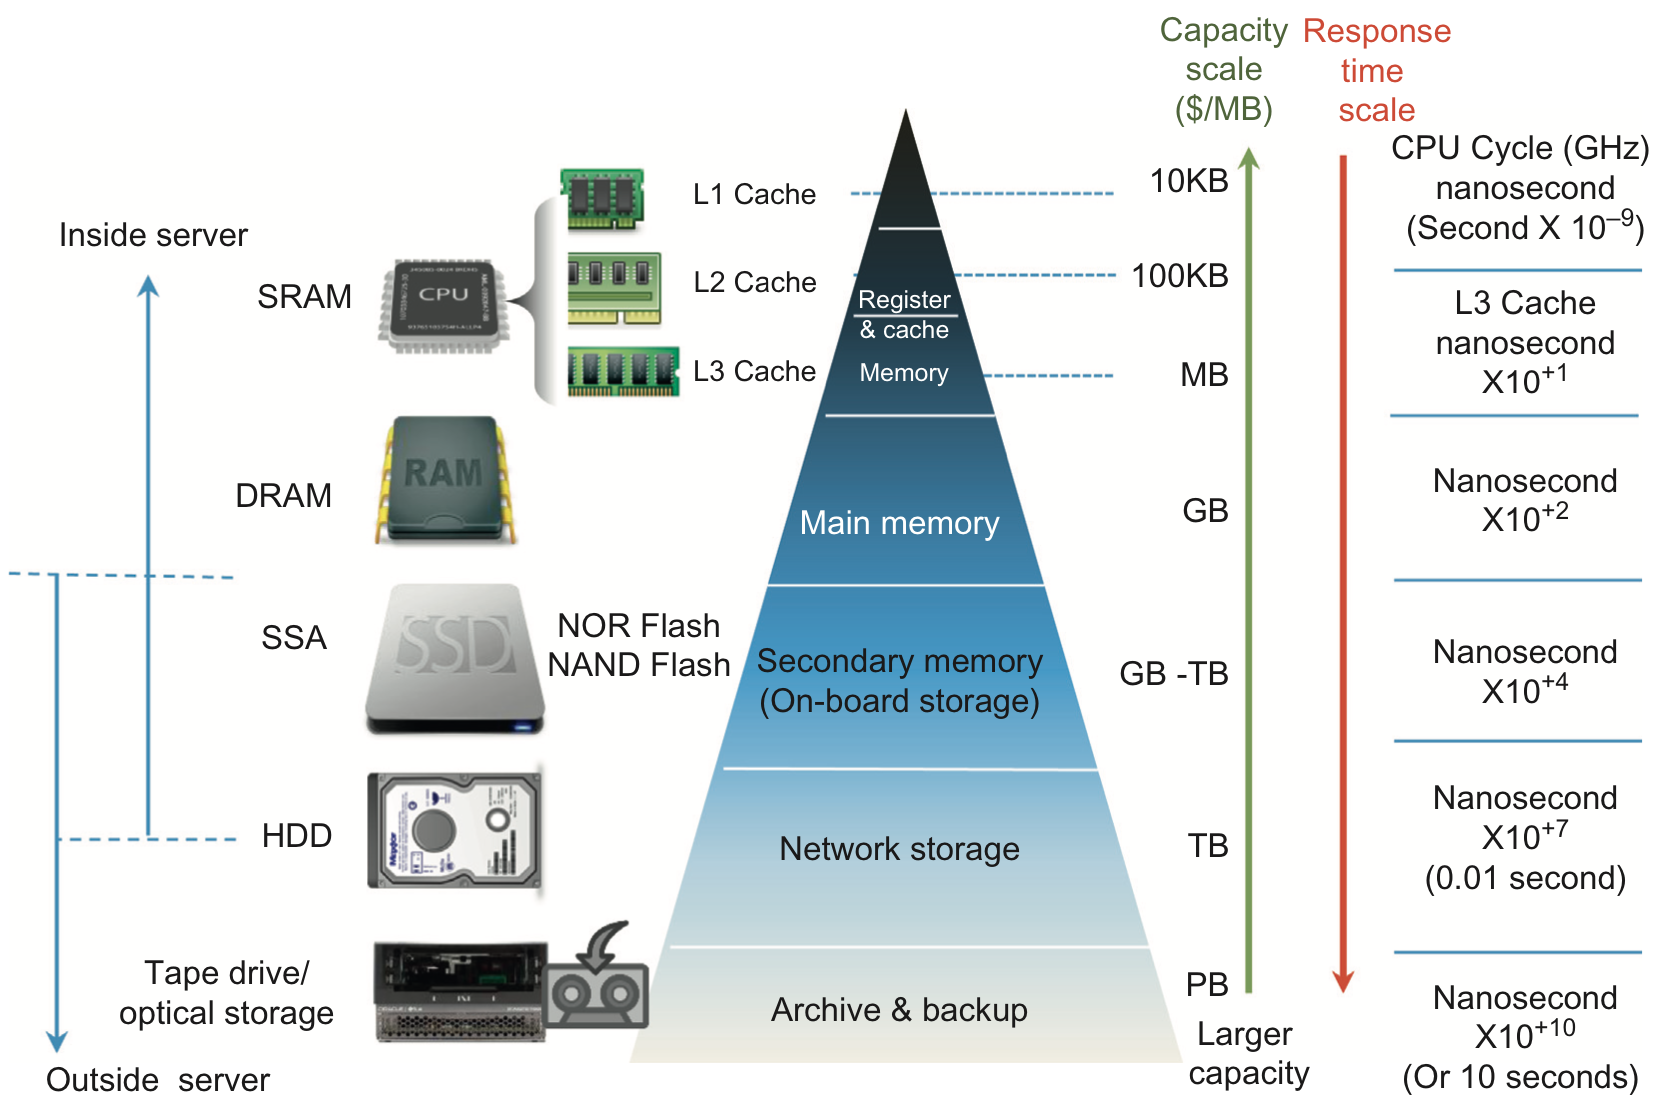 Capacity
scale
($/MB)
Response
time
scale
Inside server
Outside server
SRAM
CPU
L1 Cache
L2 Cache
L3 Cache
DRAM
RAM
SSA
SSD
NOR Flash
NAND Flash
HDD
Maxtor
Tape drive/
optical storage
Register
& cache
Memory
Main memory
Secondary memory
(On-board storage)
Network storage
Archive & backup
10KB
100KB
MB
GB
GB -TB
TB
PB
Larger
capacity
CPU Cycle (GHz)
nanosecond
(Second X 10⁻⁹)
L3 Cache
nanosecond
X10⁺¹
Nanosecond
X10⁺²
Nanosecond
X10⁺⁴
Nanosecond
X10⁺⁷
(0.01 second)
Nanosecond
X10⁺¹⁰
(Or 10 seconds)